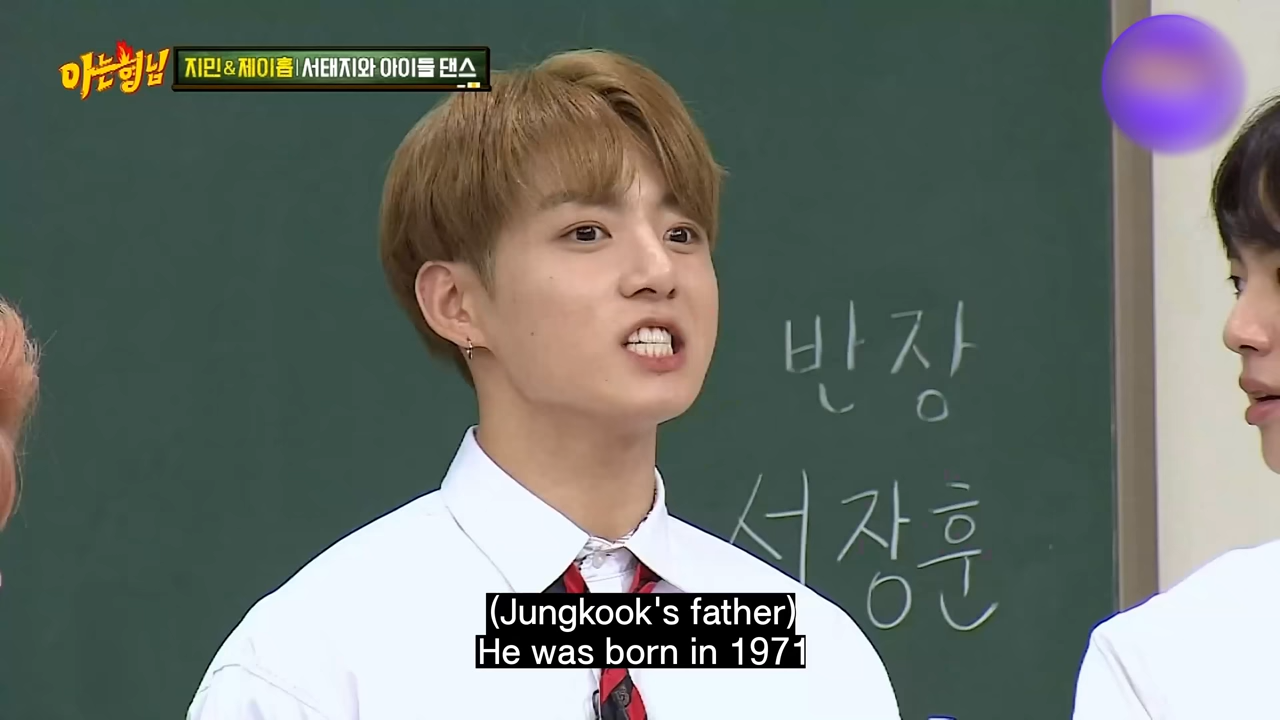 아는형님
지민&제이홉|서태지와 아이들 댄스
반장
서장훈
(Jungkook's father)
He was born in 1971